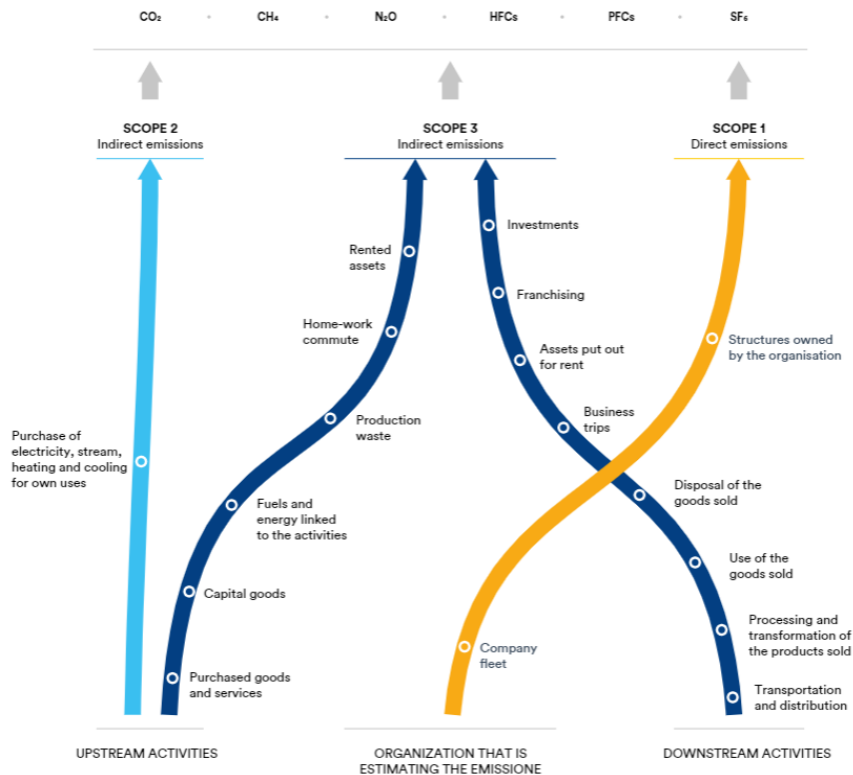 CO₂ · CH₄ · N₂O · HFCs · PFCs · SF₆
SCOPE 2
Indirect emissions
SCOPE 3
Indirect emissions
SCOPE 1
Direct emissions
Investments
Rented
assets
Franchising
Home-work
commute
Structures owned
by the organisation
Assets put out
for rent
Production
waste
Business
trips
Purchase of
electricity, stream,
heating and cooling
for own uses
Disposal of the
goods sold
Fuels and
energy linked
to the activities
Use of the
goods sold
Capital goods
Processing and
transformation of
the products sold
Company
fleet
Purchased goods
and services
Transportation
and distribution
UPSTREAM ACTIVITIES
ORGANIZATION THAT IS
ESTIMATING THE EMISSIONE
DOWNSTREAM ACTIVITIES